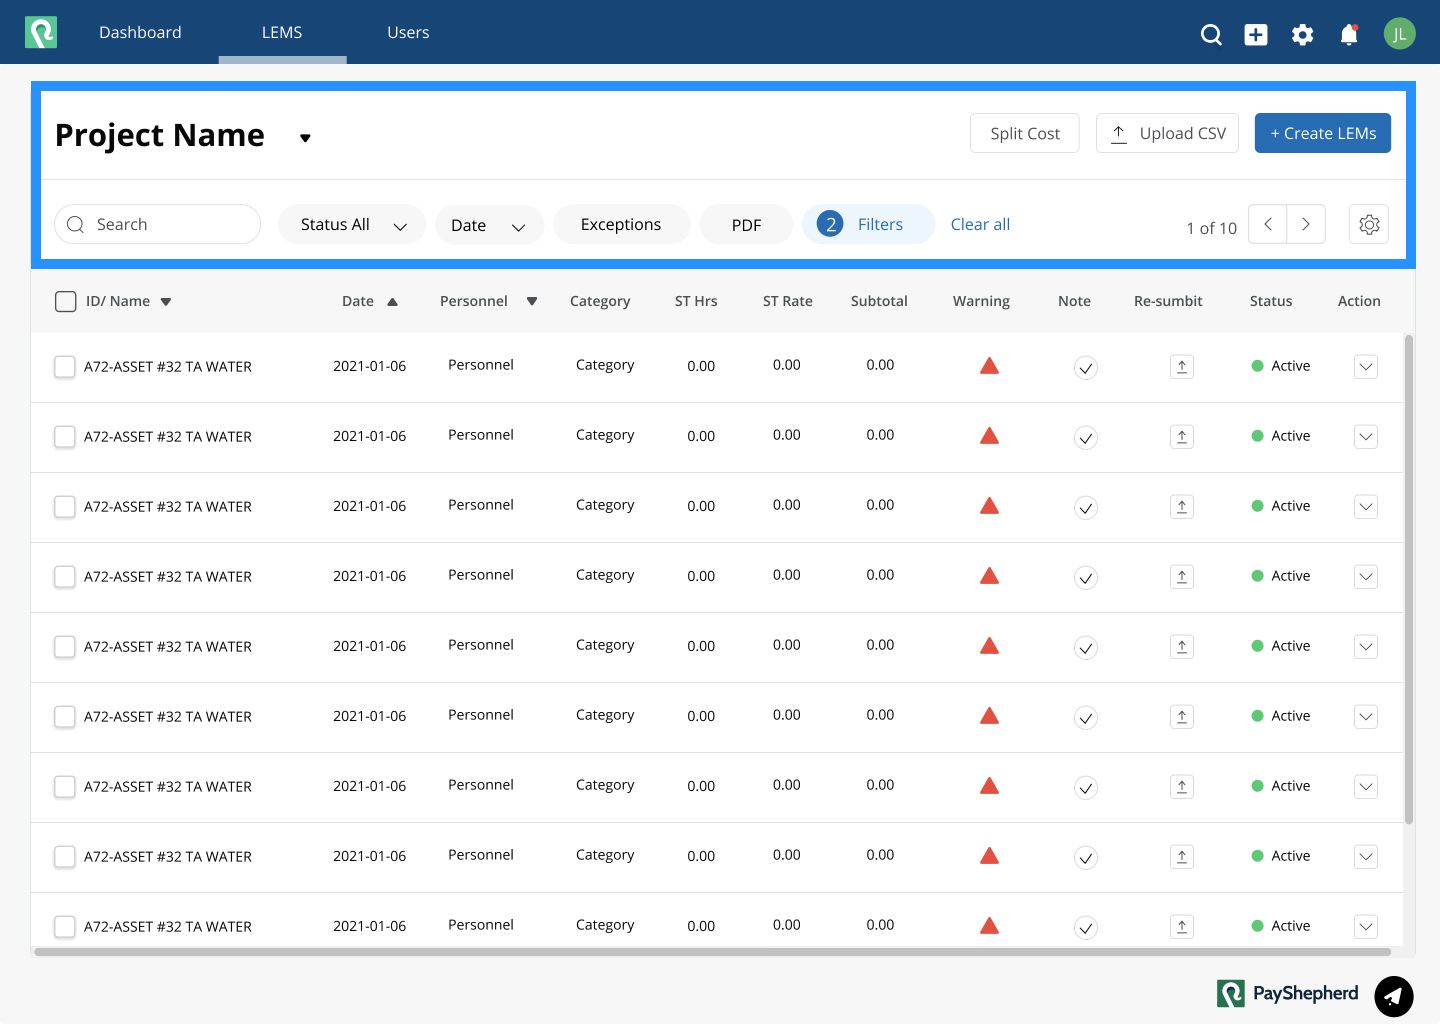 Dashboard LEMS Users JL
Project Name Split Cost Upload CSV + Create LEMs
Search Status All Date Exceptions PDF 2 Filters Clear all 1 of 10
ID/ Name Date Personnel Category ST Hrs ST Rate Subtotal Warning Note Re-sumbit Status Action
A72-ASSET #32 TA WATER 2021-01-06 Personnel Category 0.00 0.00 0.00 Active
A72-ASSET #32 TA WATER 2021-01-06 Personnel Category 0.00 0.00 0.00 Active
A72-ASSET #32 TA WATER 2021-01-06 Personnel Category 0.00 0.00 0.00 Active
A72-ASSET #32 TA WATER 2021-01-06 Personnel Category 0.00 0.00 0.00 Active
A72-ASSET #32 TA WATER 2021-01-06 Personnel Category 0.00 0.00 0.00 Active
A72-ASSET #32 TA WATER 2021-01-06 Personnel Category 0.00 0.00 0.00 Active
A72-ASSET #32 TA WATER 2021-01-06 Personnel Category 0.00 0.00 0.00 Active
A72-ASSET #32 TA WATER 2021-01-06 Personnel Category 0.00 0.00 0.00 Active
A72-ASSET #32 TA WATER 2021-01-06 Personnel Category 0.00 0.00 0.00 Active
PayShepherd